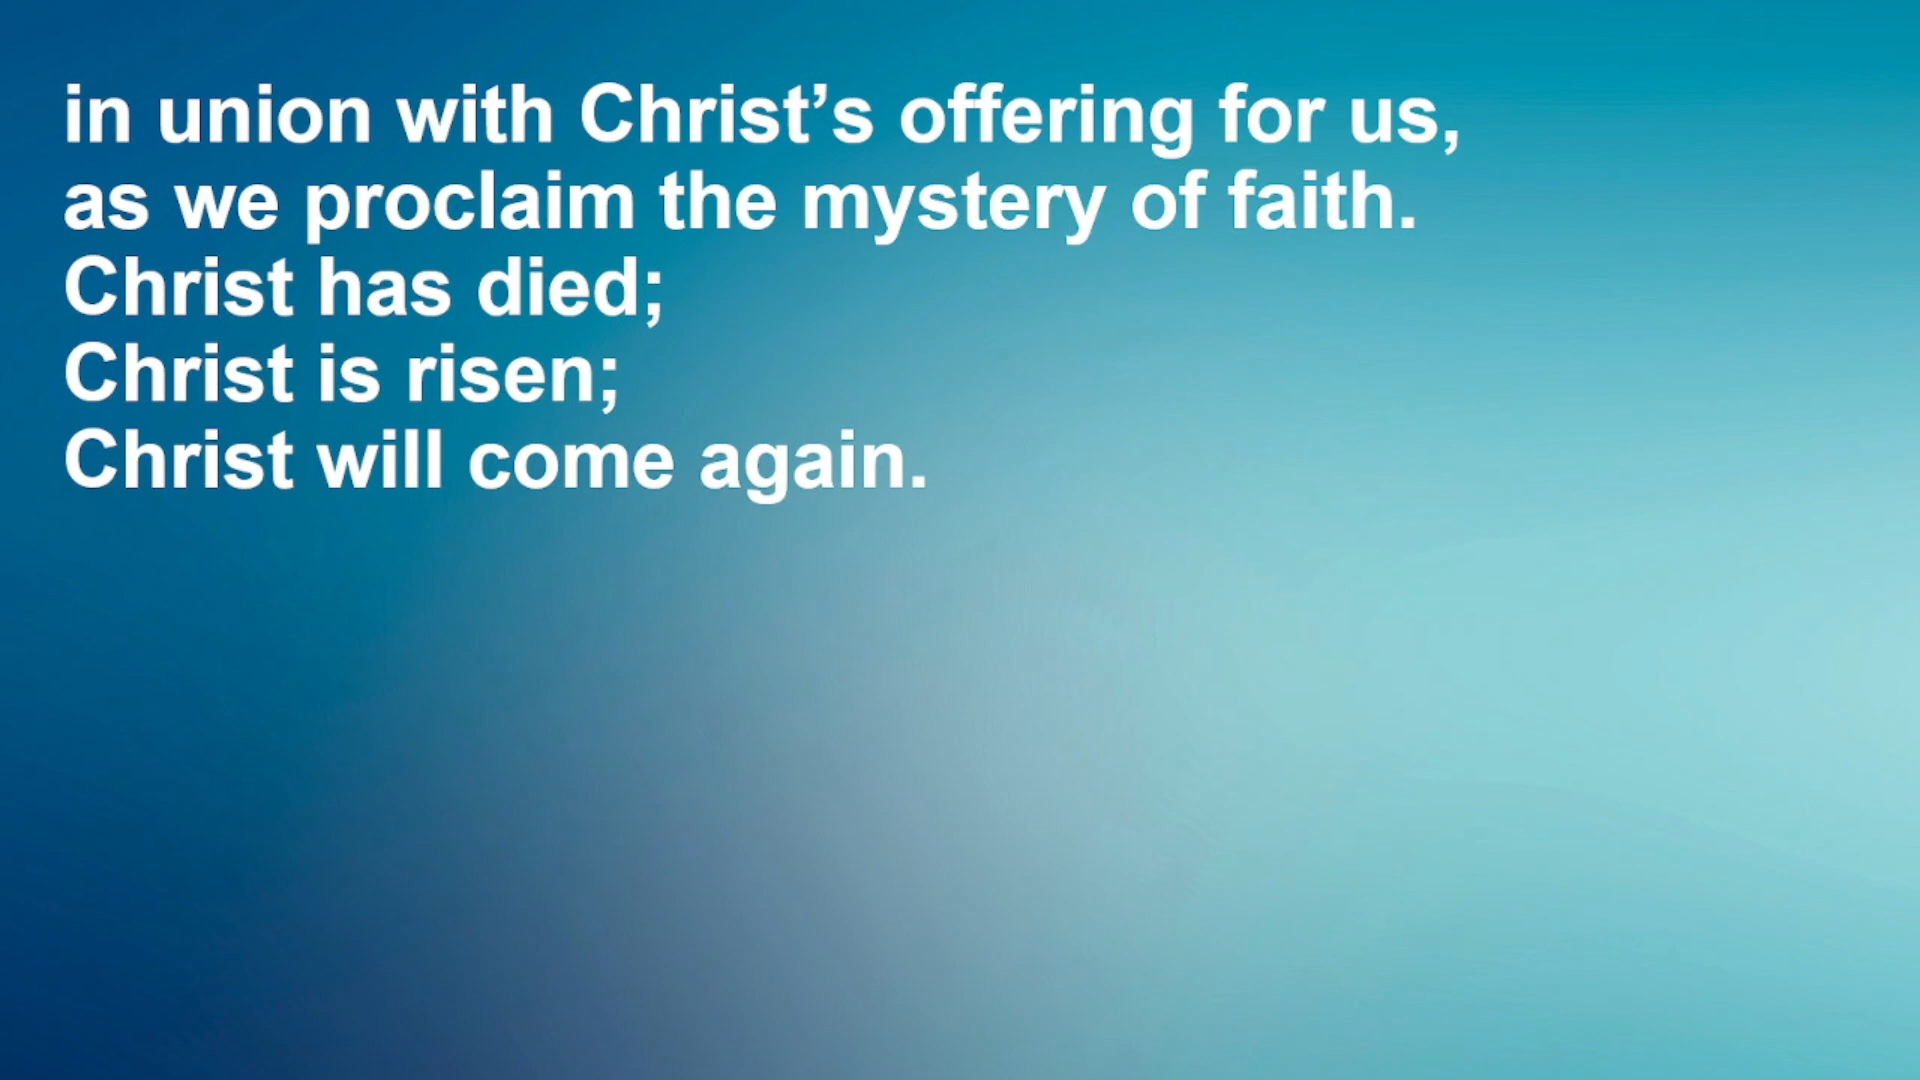 in union with Christ’s offering for us,
as we proclaim the mystery of faith.
Christ has died;
Christ is risen;
Christ will come again.